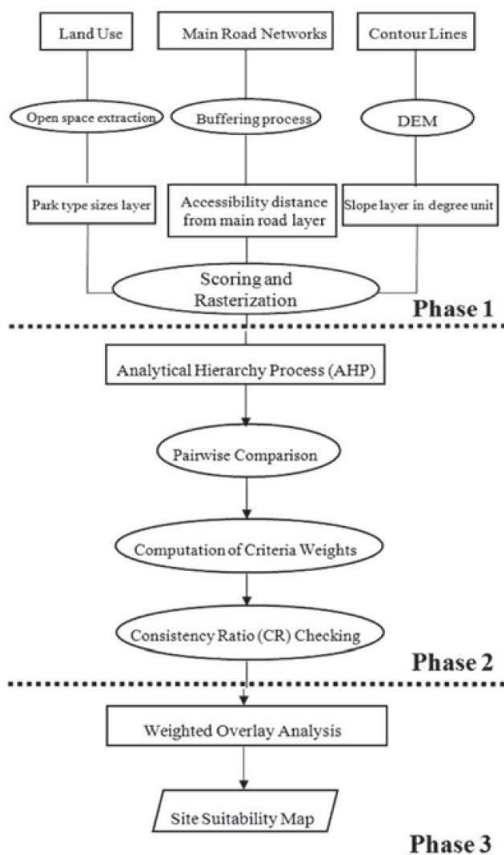 Land Use
Main Road Networks
Contour Lines
Open space extraction
Buffering process
DEM
Park type sizes layer
Accessibility distance
from main road layer
Slope layer in degree unit
Scoring and
Rasterization
Phase 1
Analytical Hierarchy Process (AHP)
Pairwise Comparison
Computation of Criteria Weights
Consistency Ratio (CR) Checking
Phase 2
Weighted Overlay Analysis
Site Suitability Map
Phase 3